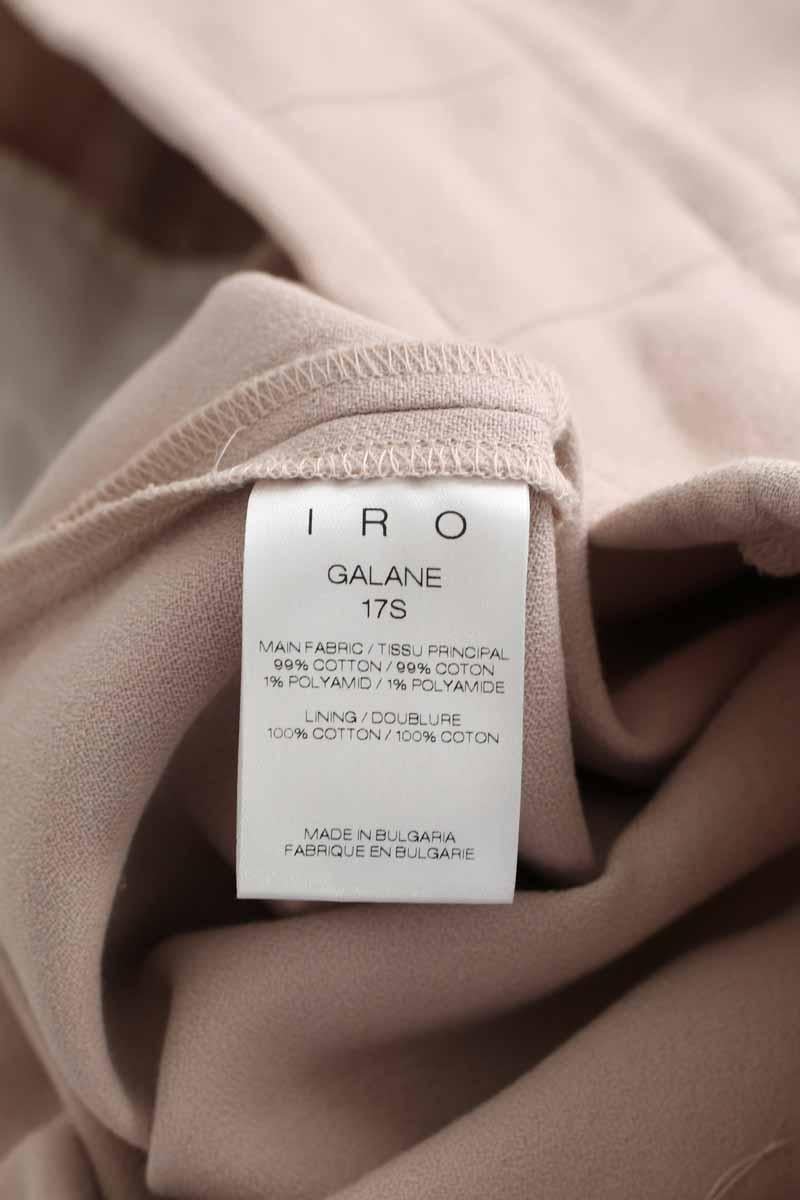 IRO
GALANE
17S
MAIN FABRIC / TISSU PRINCIPAL
99% COTTON / 99% COTON
1% POLYAMID / 1% POLYAMIDE
LINING / DOUBLURE
100% COTTON / 100% COTON
MADE IN BULGARIA
FABRIQUE EN BULGARIE